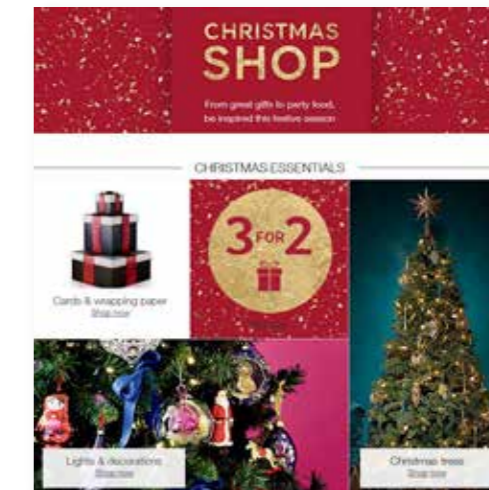 CHRISTMAS
SHOP
From great gifts to party food,
be inspired this festive season
CHRISTMAS ESSENTIALS
3 FOR 2
Cards & wrapping paper
Shop now
Lights & decorations
Shop now
Christmas trees
Shop now